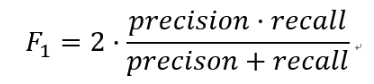 F₁ = 2 · precision · recall / precison + recall